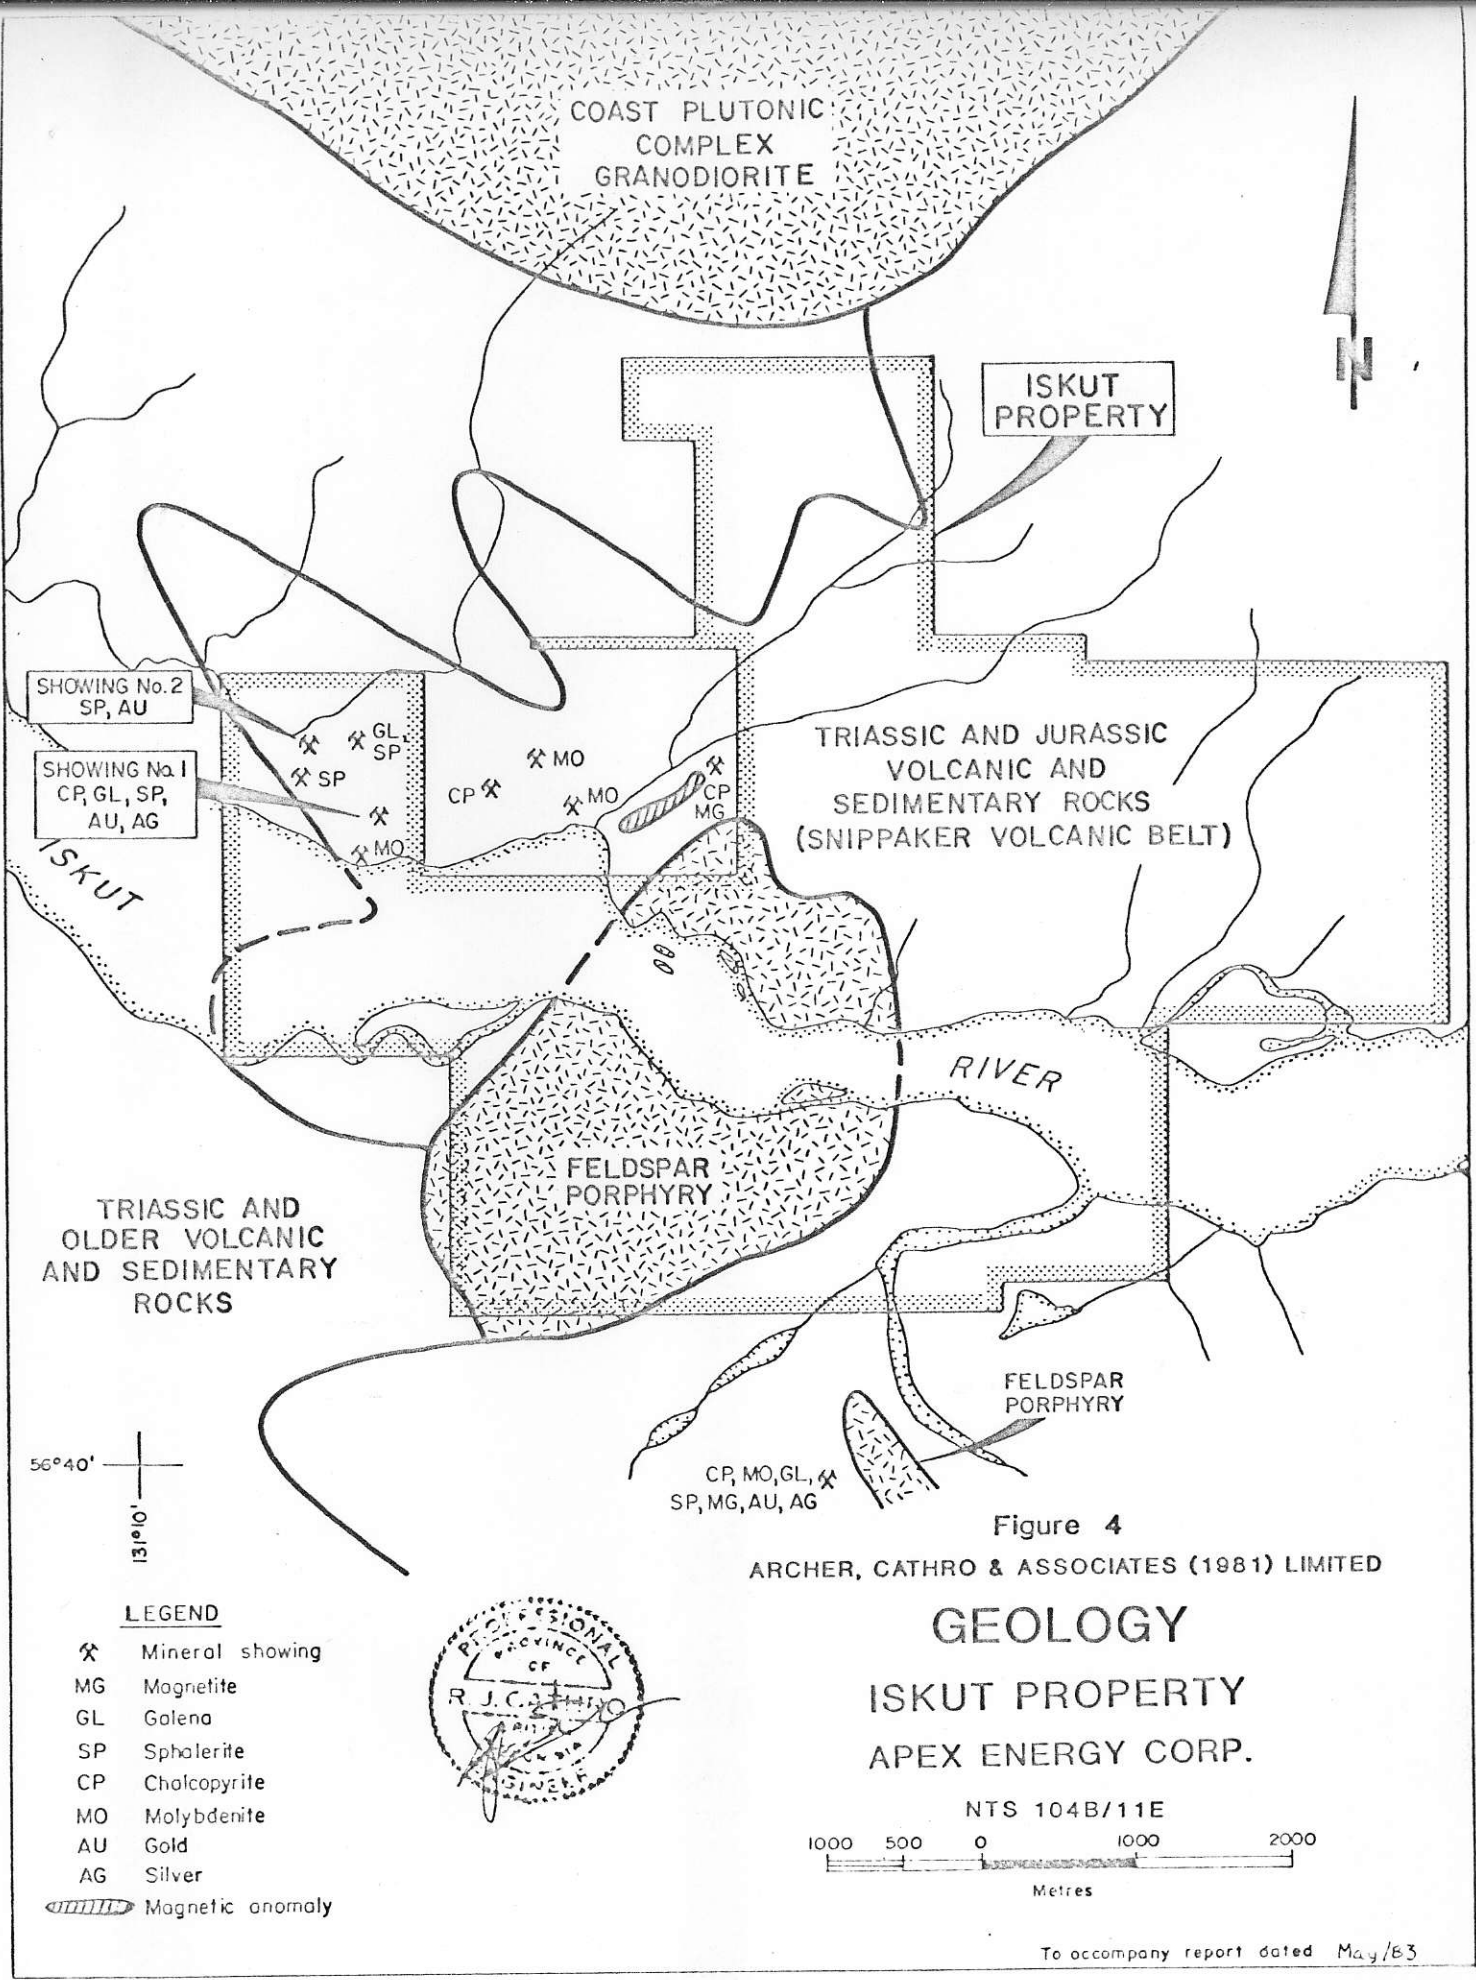 COAST PLUTONIC
COMPLEX
GRANODIORITE
N
ISKUT
PROPERTY
SHOWING No.2
SP, AU
GL,
SP
SP
SHOWING No.1
CP, GL, SP,
AU, AG
MO
MO
CP
MO
CP
MG
TRIASSIC AND JURASSIC
VOLCANIC AND
SEDIMENTARY ROCKS
(SNIPPAKER VOLCANIC BELT)
ISKUT
RIVER
FELDSPAR
PORPHYRY
TRIASSIC AND
OLDER VOLCANIC
AND SEDIMENTARY
ROCKS
FELDSPAR
PORPHYRY
56°40'
131°10'
CP, MO, GL,
SP, MG, AU, AG
Figure 4
ARCHER, CATHRO & ASSOCIATES (1981) LIMITED
GEOLOGY
ISKUT PROPERTY
APEX ENERGY CORP.
NTS 104B/11E
1000 500 0 1000 2000
Metres
LEGEND
Mineral showing
MG Magnetite
GL Galena
SP Sphalerite
CP Chalcopyrite
MO Molybdenite
AU Gold
AG Silver
Magnetic anomaly
PROFESSIONAL
PROVINCE
OF
R. J. CATHRO
To accompany report dated May/83